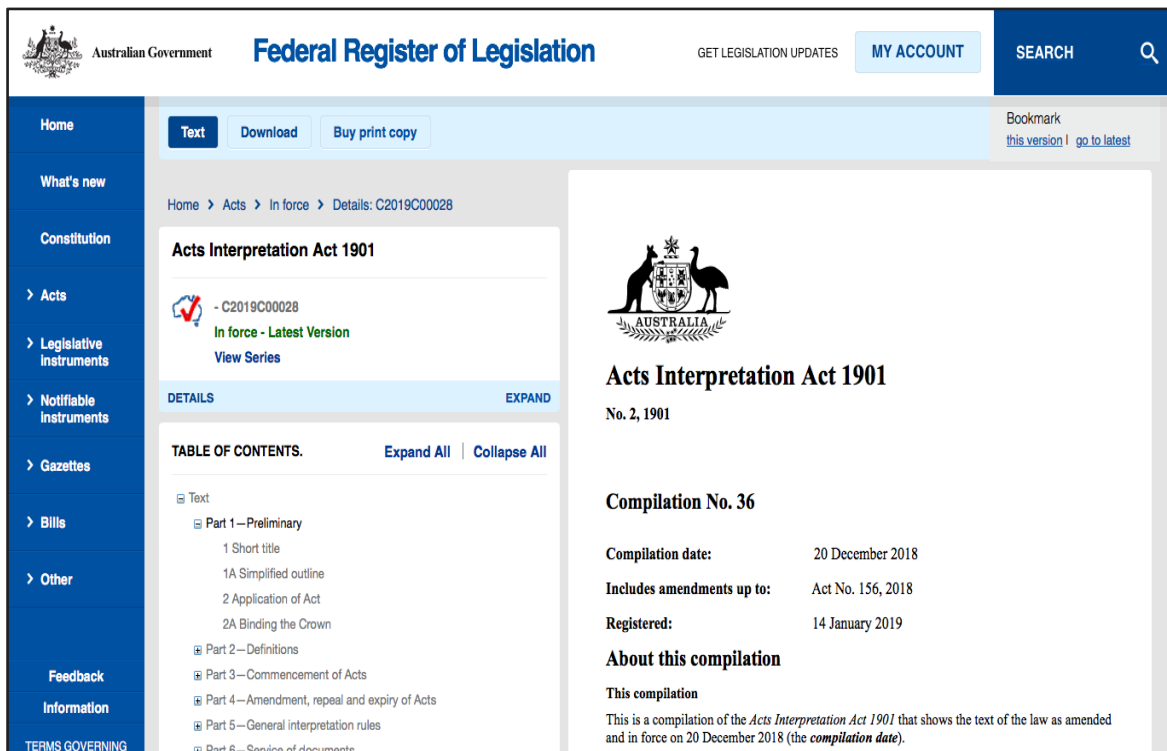 Australian Government
Federal Register of Legislation
GET LEGISLATION UPDATES
MY ACCOUNT
SEARCH
Home
What's new
Constitution
Acts
Legislative
instruments
Notifiable
instruments
Gazettes
Bills
Other
Feedback
Information
TERMS GOVERNING
Text
Download
Buy print copy
Bookmark
this version | go to latest
Home > Acts > In force > Details: C2019C00028
Acts Interpretation Act 1901
- C2019C00028
In force - Latest Version
View Series
DETAILS
EXPAND
TABLE OF CONTENTS.
Expand All | Collapse All
Text
Part 1—Preliminary
1 Short title
1A Simplified outline
2 Application of Act
2A Binding the Crown
Part 2—Definitions
Part 3—Commencement of Acts
Part 4—Amendment, repeal and expiry of Acts
Part 5—General interpretation rules
Part 6—Service of documents
AUSTRALIA
Acts Interpretation Act 1901
No. 2, 1901
Compilation No. 36
Compilation date: 20 December 2018
Includes amendments up to: Act No. 156, 2018
Registered: 14 January 2019
About this compilation
This compilation
This is a compilation of the Acts Interpretation Act 1901 that shows the text of the law as amended
and in force on 20 December 2018 (the compilation date).